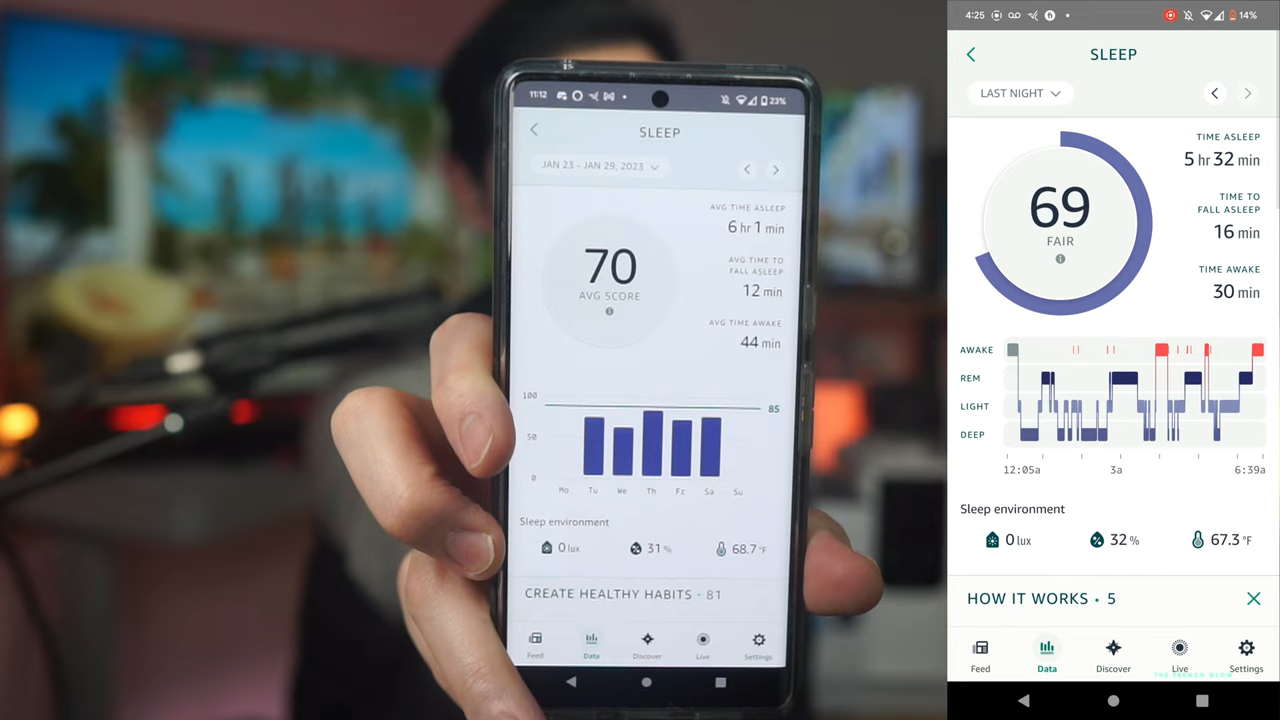 11:12
23%
SLEEP
JAN 23 - JAN 29, 2023
AVG TIME ASLEEP
6 hr 1 min
70
AVG SCORE
AVG TIME TO
FALL ASLEEP
12 min
AVG TIME AWAKE
44 min
100
85
50
0
Mo Tu We Th Fr Sa Su
Sleep environment
0 lux 31 % 68.7 °F
CREATE HEALTHY HABITS • 81
Feed Data Discover Live Settings
4:25
14%
SLEEP
LAST NIGHT
TIME ASLEEP
5 hr 32 min
69
FAIR
TIME TO
FALL ASLEEP
16 min
TIME AWAKE
30 min
AWAKE
REM
LIGHT
DEEP
12:05a 3a 6:39a
Sleep environment
0 lux 32 % 67.3 °F
HOW IT WORKS • 5
Feed Data Discover Live Settings
THE FRENCH GLOW